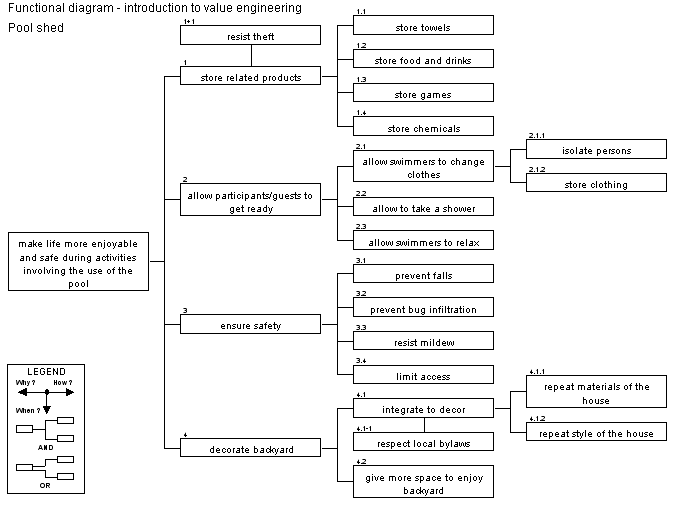 Functional diagram - introduction to value engineering
Pool shed
1+1
resist theft
1
store related products
1.1
store towels
1.2
store food and drinks
1.3
store games
1.4
store chemicals
2
allow participants/guests to
get ready
2.1
allow swimmers to change
clothes
2.1.1
isolate persons
2.1.2
store clothing
2.2
allow to take a shower
2.3
allow swimmers to relax
make life more enjoyable
and safe during activities
involving the use of the
pool
3
ensure safety
3.1
prevent falls
3.2
prevent bug infiltration
3.3
resist mildew
3.4
limit access
4
decorate backyard
4.1
integrate to decor
4.1-1
respect local bylaws
4.1.1
repeat materials of the
house
4.1.2
repeat style of the house
4.2
give more space to enjoy
backyard
LEGEND
Why ? How ?
When ?
AND
OR